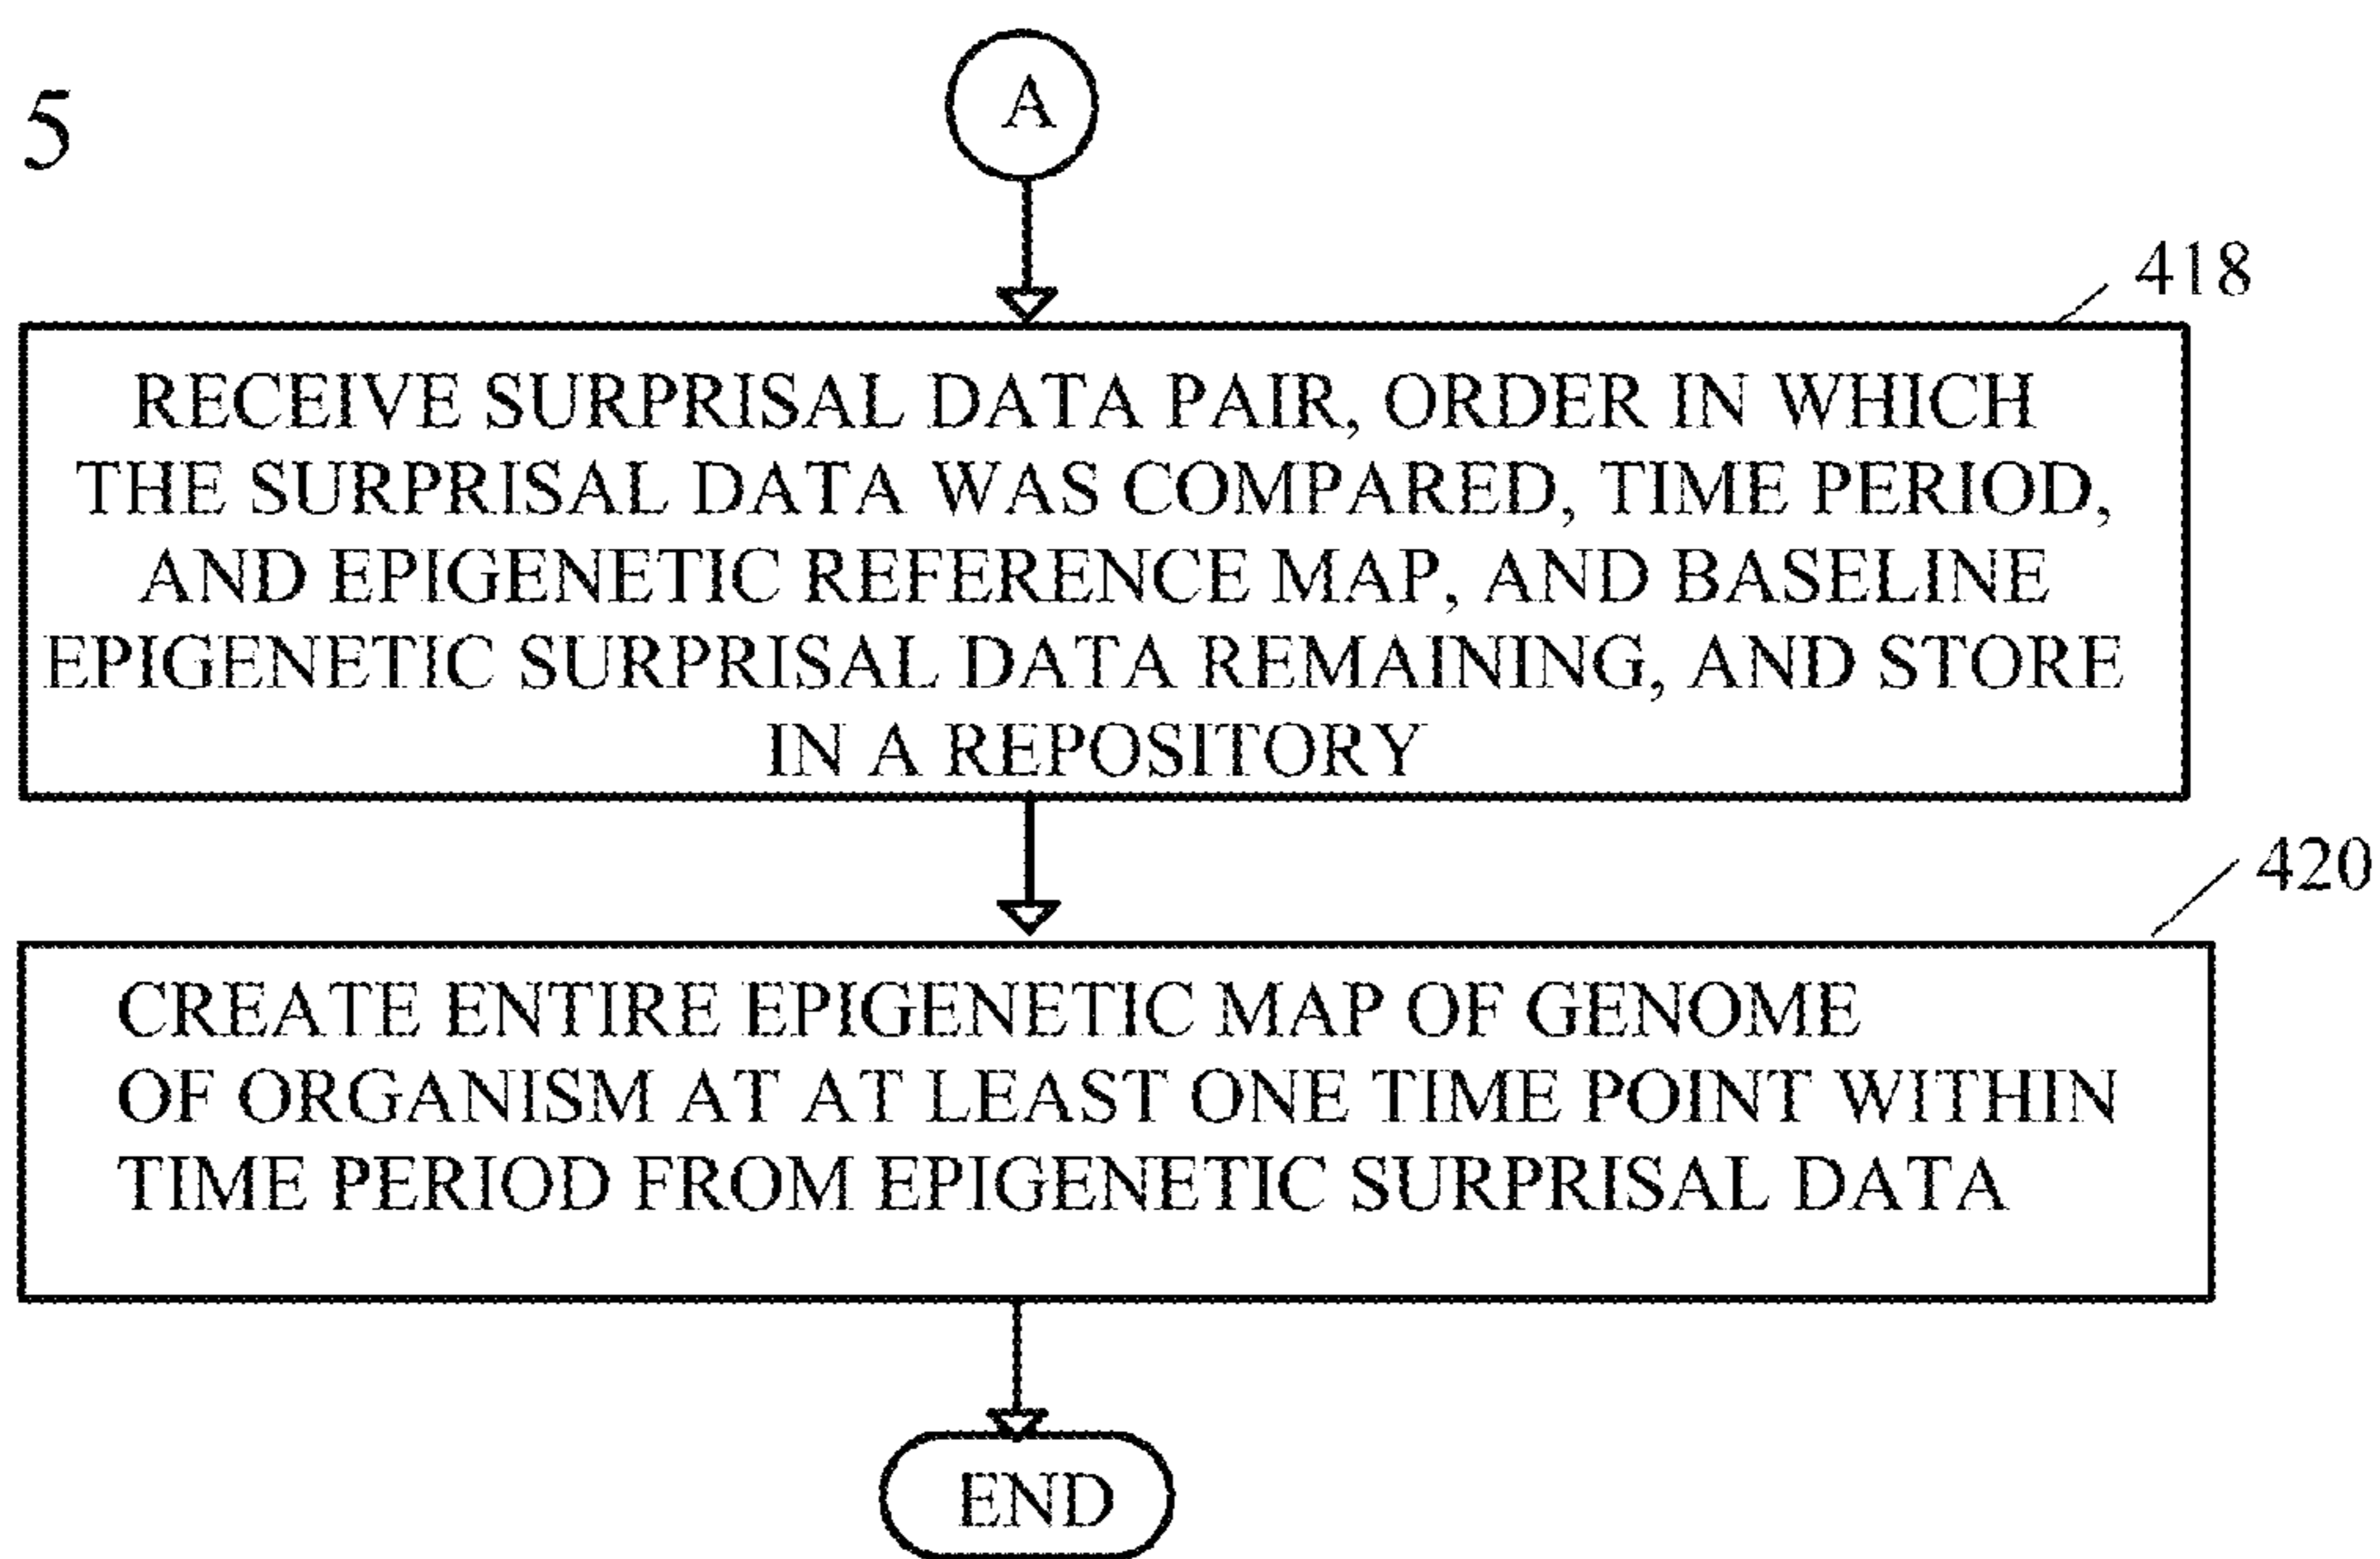 5
A
418
RECEIVE SURPRISAL DATA PAIR, ORDER IN WHICH
THE SURPRISAL DATA WAS COMPARED, TIME PERIOD,
AND EPIGENETIC REFERENCE MAP, AND BASELINE
EPIGENETIC SURPRISAL DATA REMAINING, AND STORE
IN A REPOSITORY
420
CREATE ENTIRE EPIGENETIC MAP OF GENOME
OF ORGANISM AT AT LEAST ONE TIME POINT WITHIN
TIME PERIOD FROM EPIGENETIC SURPRISAL DATA
END